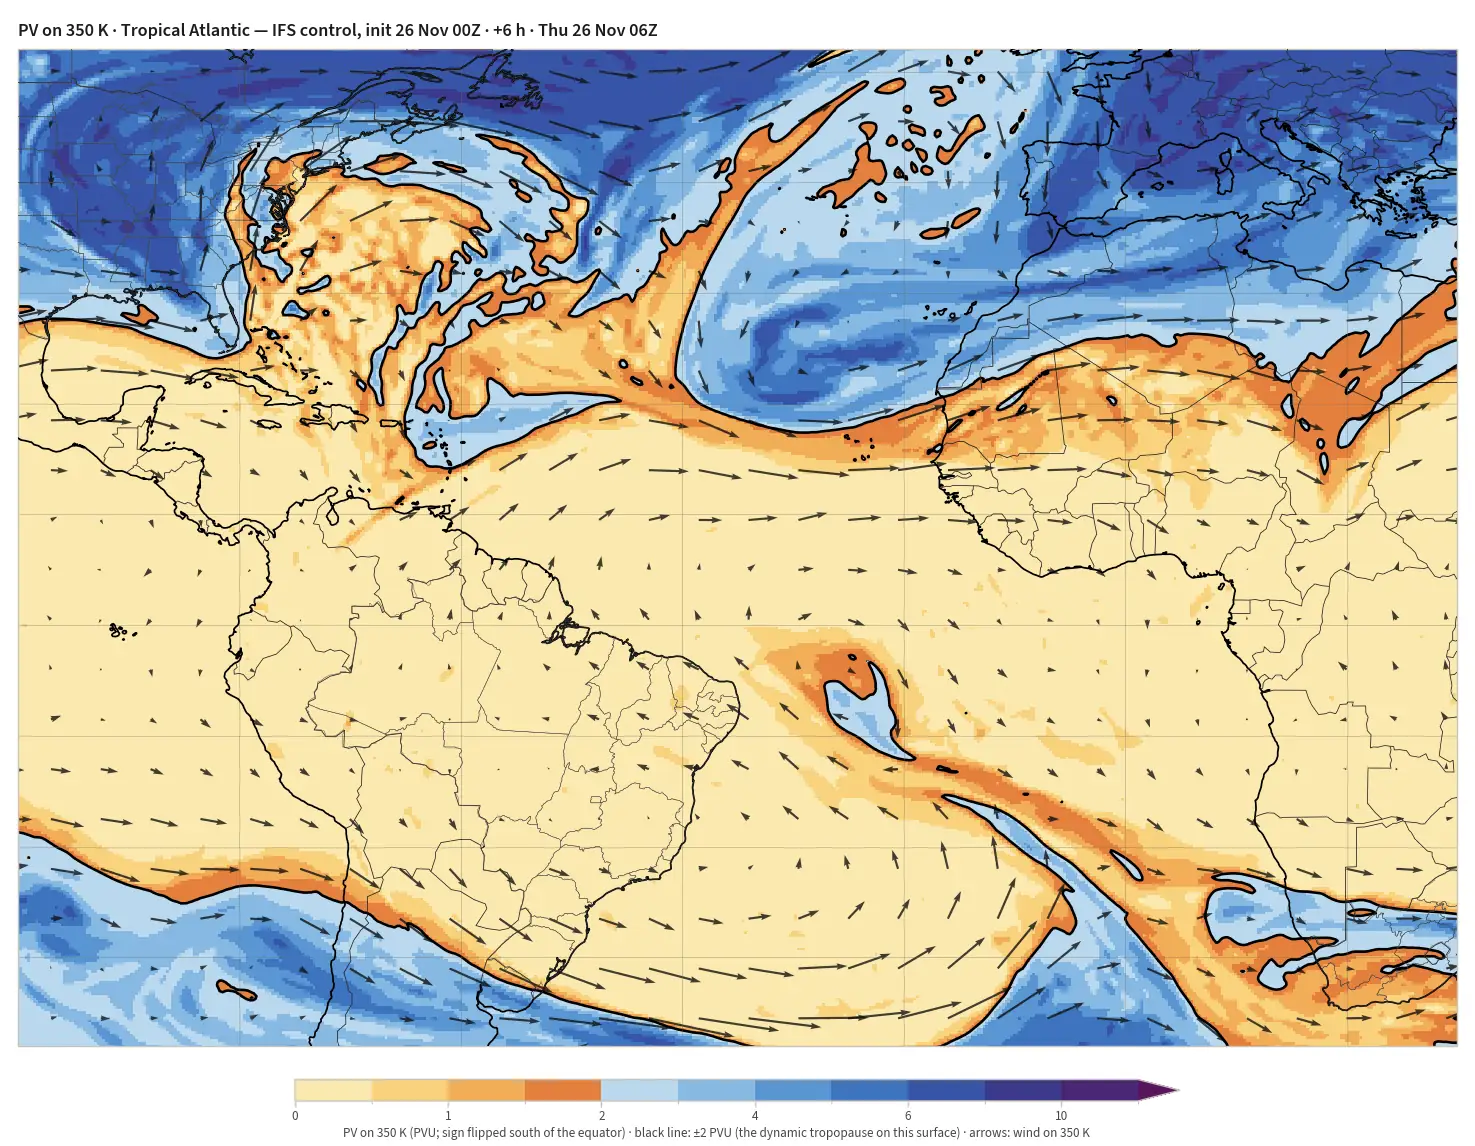 PV on 350 K · Tropical Atlantic — IFS control, init 26 Nov 00Z · +6 h · Thu 26 Nov 06Z
0 1 2 4 6 10
PV on 350 K (PVU; sign flipped south of the equator) · black line: ±2 PVU (the dynamic tropopause on this surface) · arrows: wind on 350 K